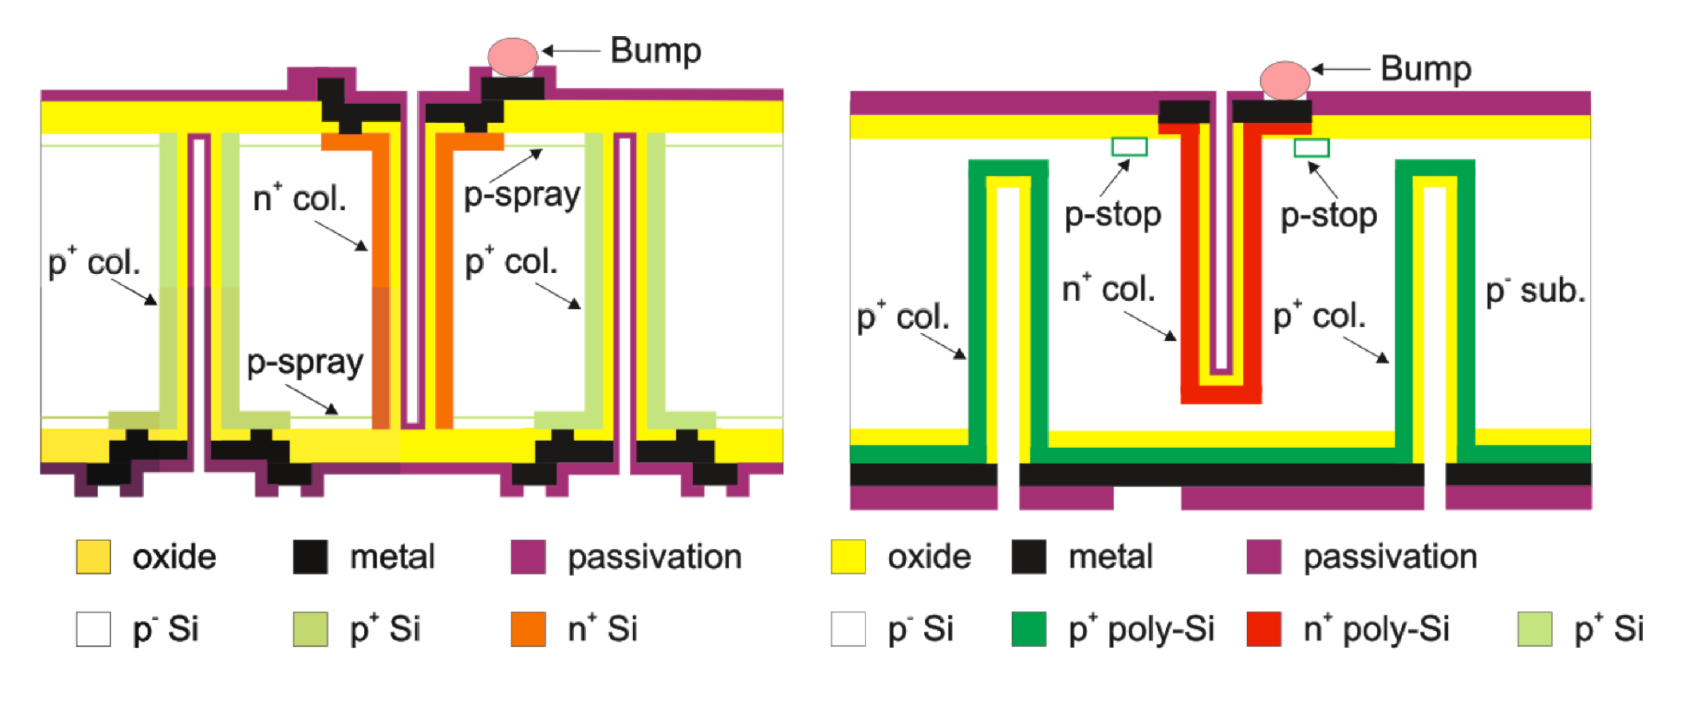 Bump
n⁺ col.
p-spray
p⁺ col.
p⁺ col.
p-spray
oxide
metal
passivation
p⁻ Si
p⁺ Si
n⁺ Si
Bump
p-stop
p-stop
n⁺ col.
p⁻ sub.
p⁺ col.
p⁺ col.
oxide
metal
passivation
p⁻ Si
p⁺ poly-Si
n⁺ poly-Si
p⁺ Si